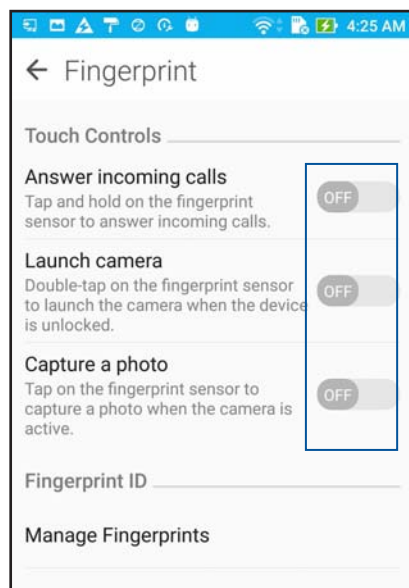 4:25 AM
Fingerprint
Touch Controls
Answer incoming calls
Tap and hold on the fingerprint
sensor to answer incoming calls.
OFF
Launch camera
Double-tap on the fingerprint sensor
to launch the camera when the device
is unlocked.
OFF
Capture a photo
Tap on the fingerprint sensor to
capture a photo when the camera is
active.
OFF
Fingerprint ID
Manage Fingerprints